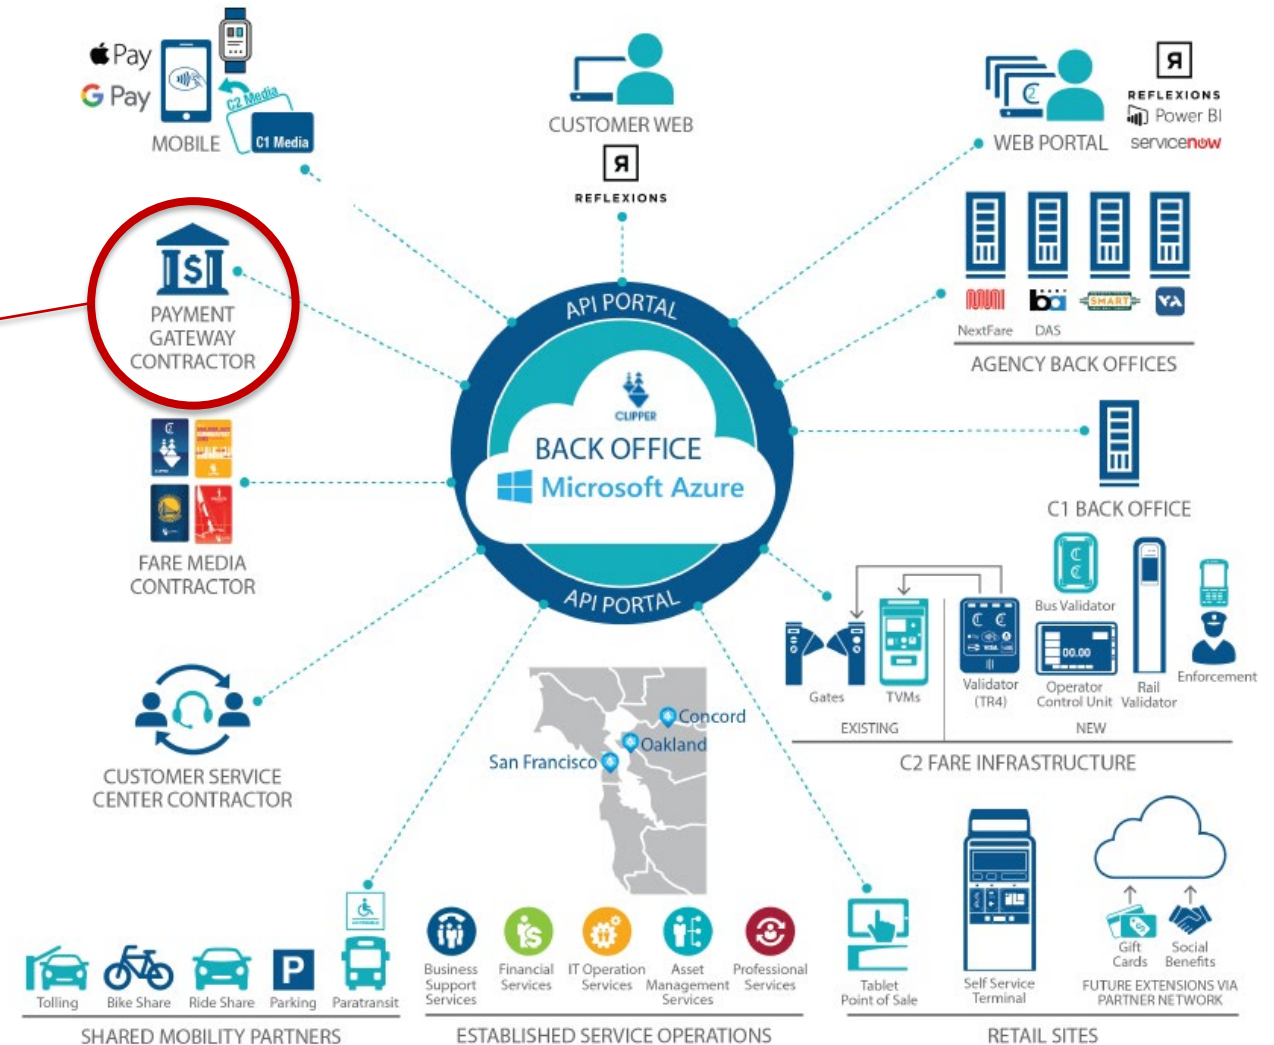 Pay
G Pay
C2 Media
C1 Media
MOBILE
CUSTOMER WEB
REFLEXIONS
WEB PORTAL
REFLEXIONS
Power BI
servicenow
PAYMENT
GATEWAY
CONTRACTOR
MUNI
ba
SMART
NextFare
DAS
AGENCY BACK OFFICES
API PORTAL
CLIPPER
BACK OFFICE
Microsoft Azure
API PORTAL
C1 BACK OFFICE
FARE MEDIA
CONTRACTOR
Bus Validator
00.00
Gates
TVMs
Validator
(TR4)
Operator
Control Unit
Rail
Validator
Enforcement
EXISTING
NEW
C2 FARE INFRASTRUCTURE
CUSTOMER SERVICE
CENTER CONTRACTOR
Concord
Oakland
San Francisco
Tolling
Bike Share
Ride Share
P
Parking
Paratransit
SHARED MOBILITY PARTNERS
Business
Support
Services
Financial
Services
IT Operation
Services
Asset
Management
Services
Professional
Services
ESTABLISHED SERVICE OPERATIONS
Tablet
Point of Sale
Self Service
Terminal
Gift
Cards
Social
Benefits
FUTURE EXTENSIONS VIA
PARTNER NETWORK
RETAIL SITES